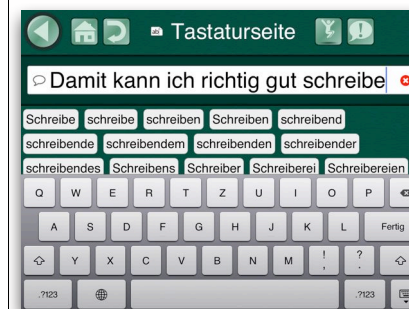 Tastaturseite
Damit kann ich richtig gut schreibe
Schreibe schreibe schreiben Schreiben schreibend
schreibende schreibendem schreibenden schreibender
schreibendes Schreibens Schreiber Schreiberei Schreibereien
Q W E R T Z U I O P
A S D F G H J K L Fertig
Y X C V B N M ! , ? .
.?123 .?123